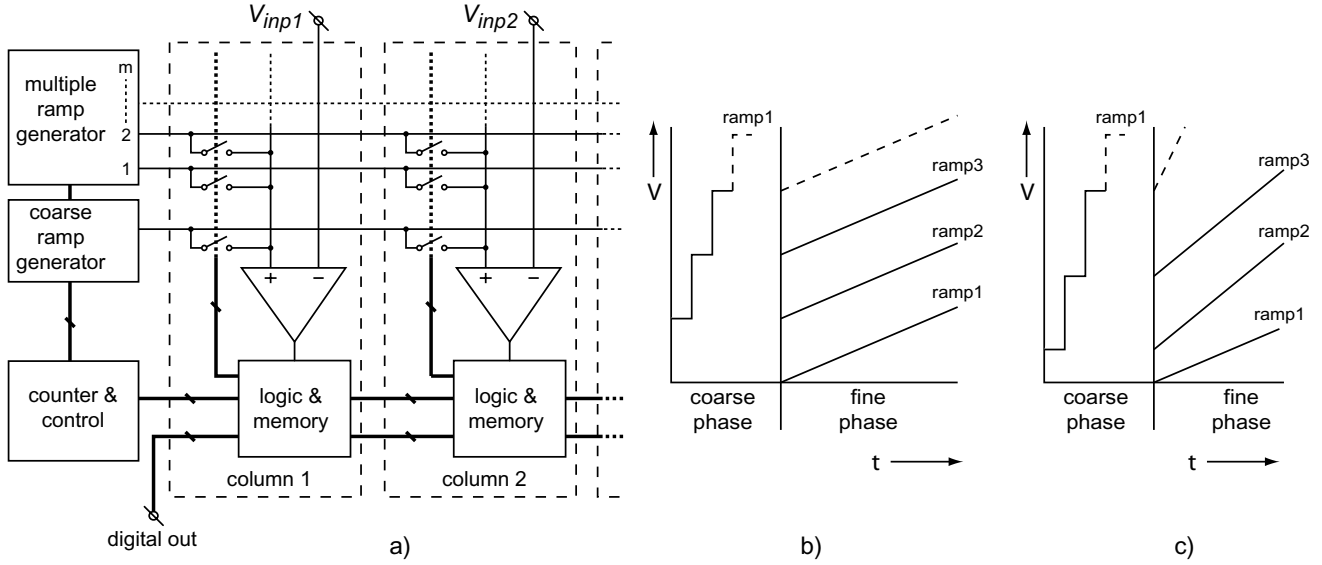 V_inp1
V_inp2
m
multiple
ramp
generator
2
1
coarse
ramp
generator
+ −
+ −
counter &
control
logic &
memory
logic &
memory
column 1
column 2
digital out
a)
ramp1
V
ramp3
ramp2
ramp1
coarse
phase
fine
phase
t
b)
ramp1
V
ramp3
ramp2
ramp1
coarse
phase
fine
phase
t
c)